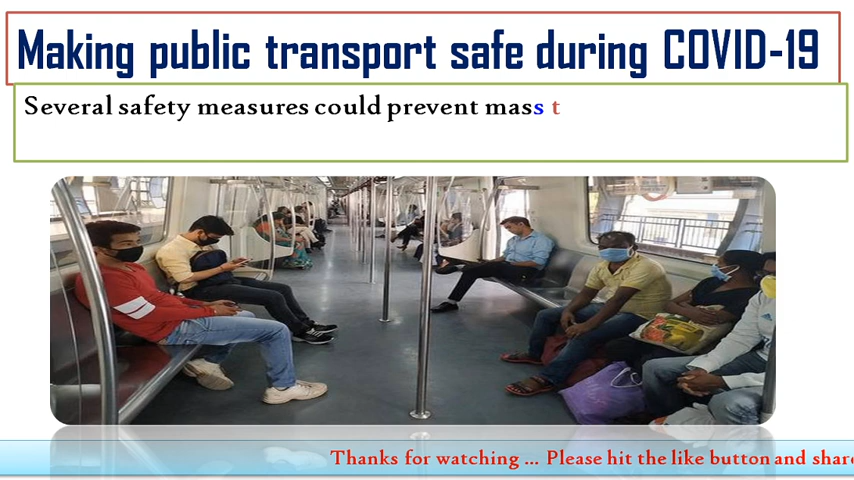 Making public transport safe during COVID-19
Several safety measures could prevent mass t
Thanks for watching ... Please hit the like button and share